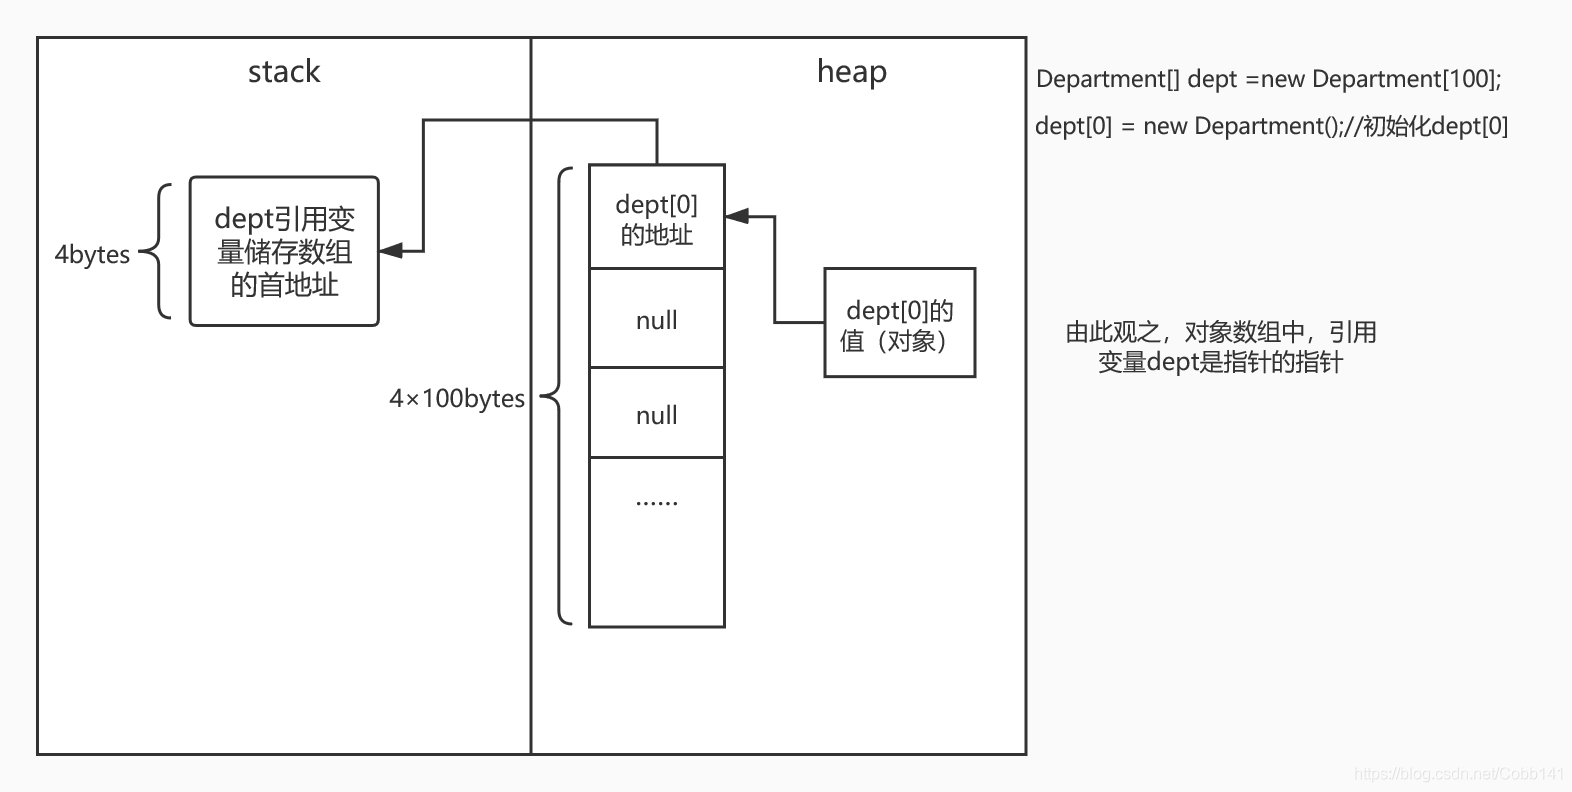 stack
heap
Department[] dept =new Department[100];
dept[0] = new Department();//初始化dept[0]
4bytes
dept引用变
量储存数组
的首地址
4×100bytes
dept[0]
的地址
null
null
······
dept[0]的
值（对象）
由此观之，对象数组中，引用
变量dept是指针的指针
https://blog.csdn.net/Cobb141